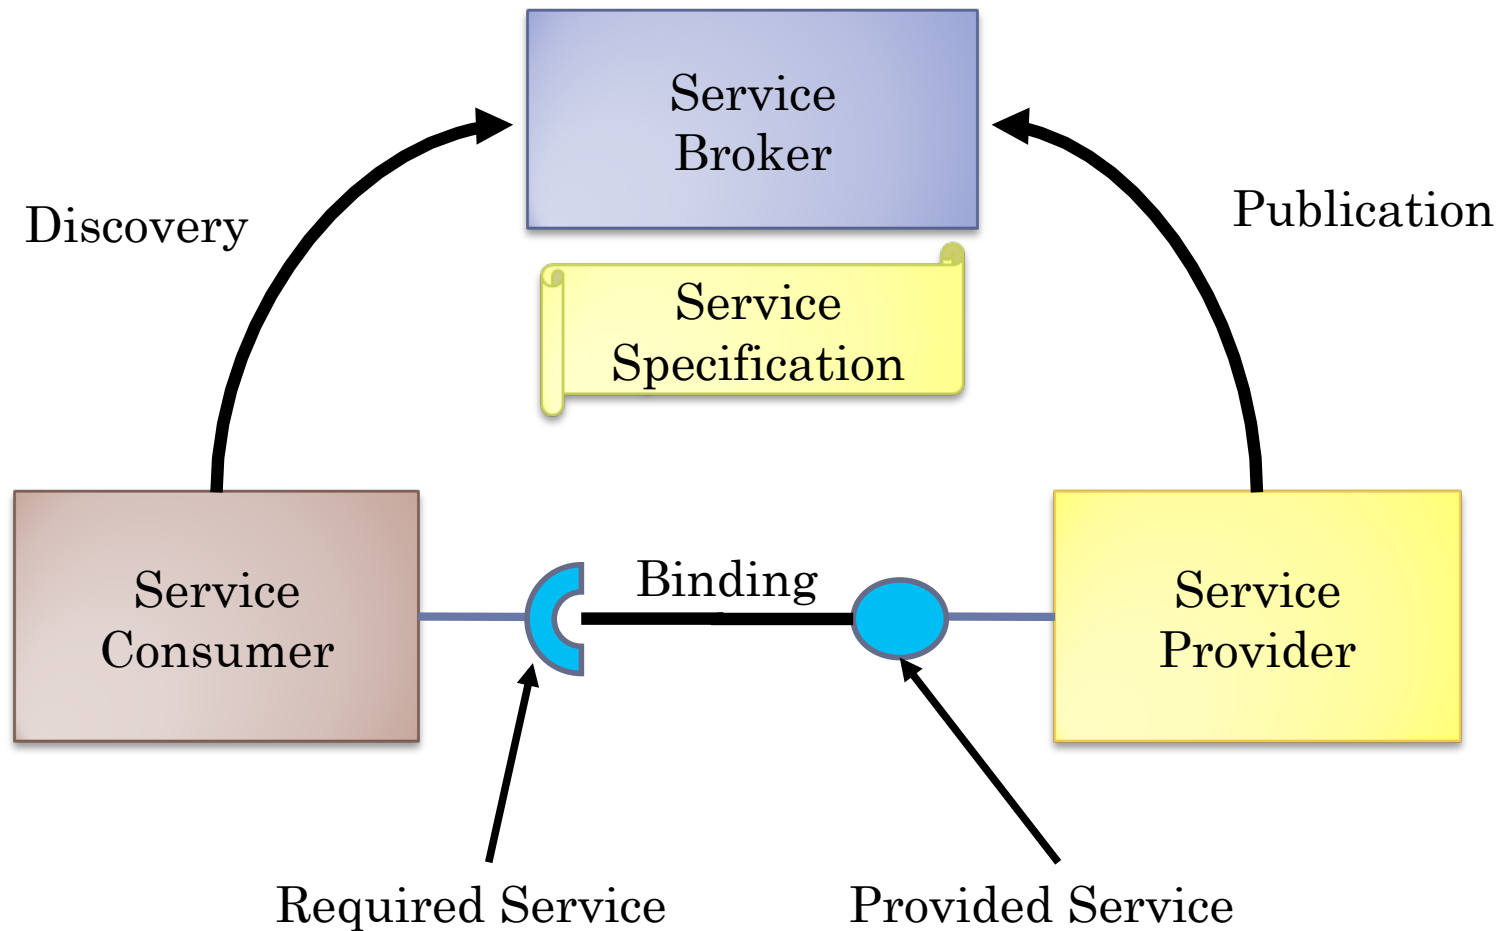 Service
Broker
Discovery
Publication
Service
Specification
Binding
Service
Consumer
Service
Provider
Required Service
Provided Service